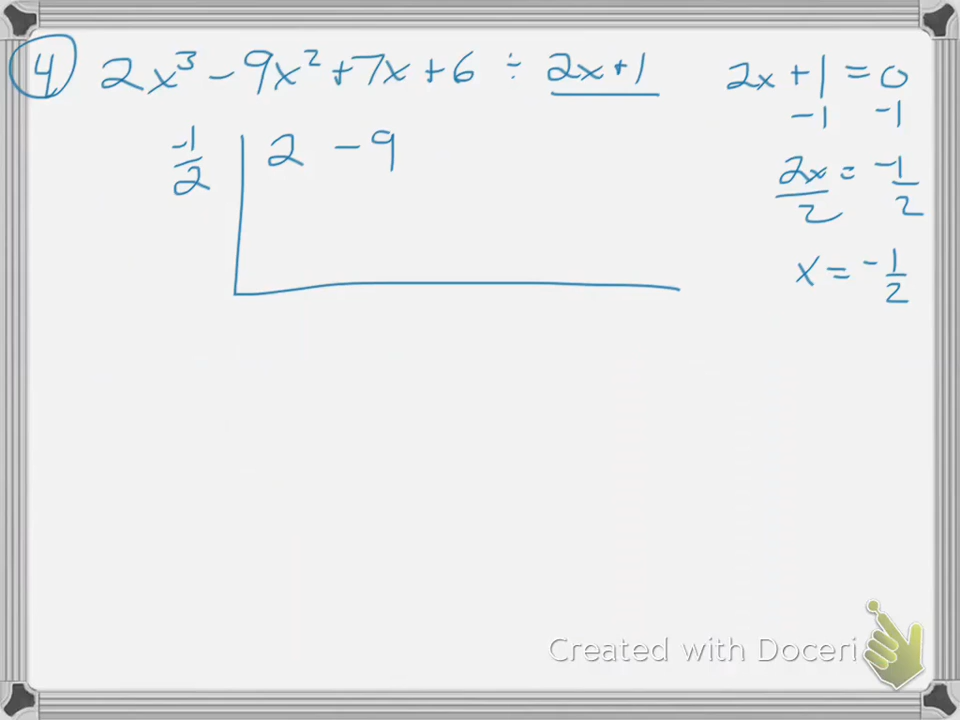 ④ 2x³ - 9x² + 7x + 6 ÷ 2x + 1
2x + 1 = 0
-1 -1
2x/2 = -1/2
x = -1/2
-1/2 | 2 -9
Created with Doceri